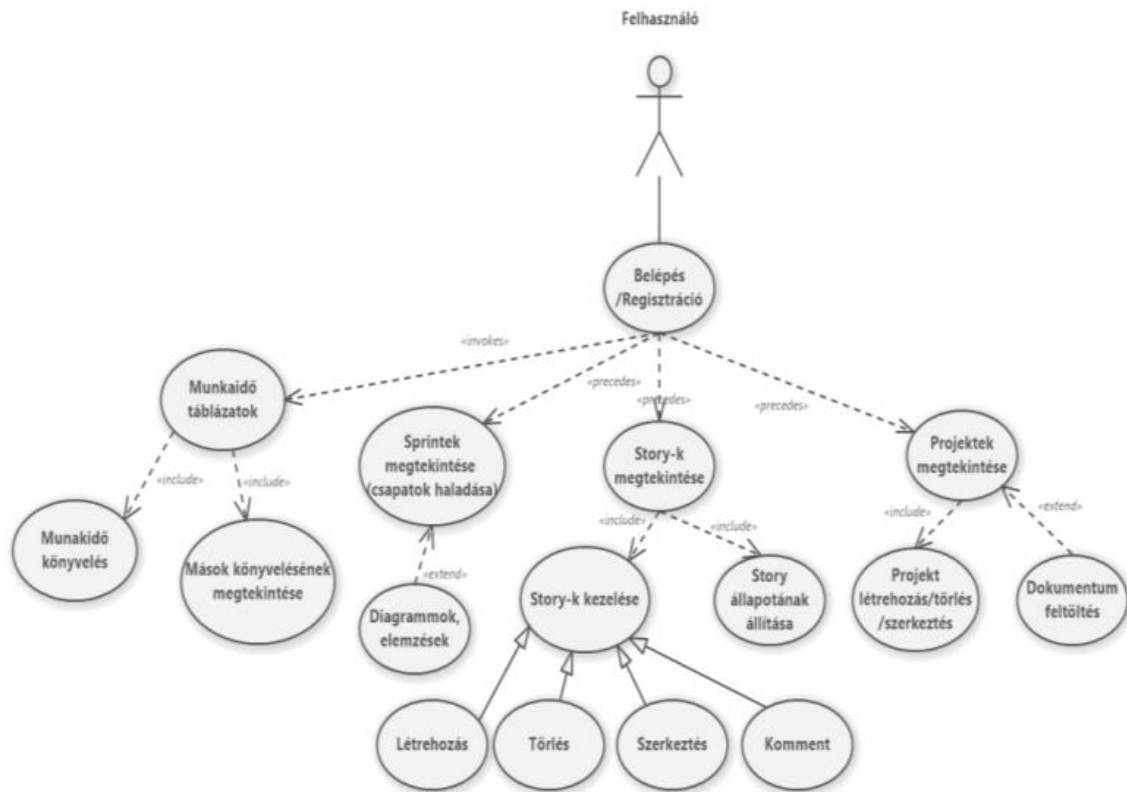 Felhasználó
Belépés
/Regisztráció
«invokes»
«precedes»
«precedes»
«precedes»
Munkaidő
táblázatok
Sprintek
megtekintése
(csapatok haladása)
Story-k
megtekintése
Projektek
megtekintése
«include»
«include»
«include»
«include»
«include»
«extend»
Munakidő
könyvelés
Mások könyvelésének
megtekintése
«extend»
Diagrammok,
elemzések
Story-k kezelése
Story
állapotának
állítása
Projekt
létrehozás/törlés
/szerkeztés
Dokumentum
feltöltés
Létrehozás
Törlés
Szerkeztés
Komment